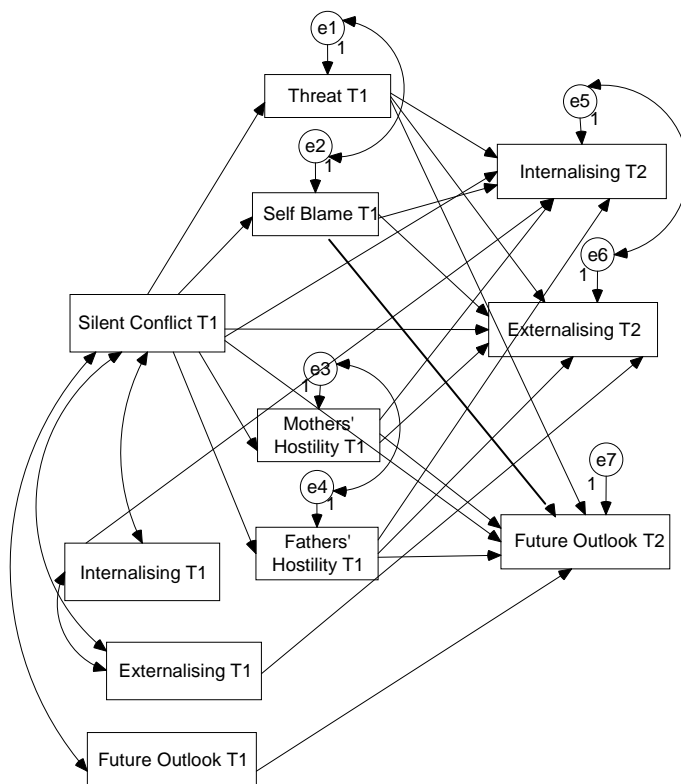 e1
1
Threat T1
e5
1
e2
1
Internalising T2
Self Blame T1
e6
1
Silent Conflict T1
Externalising T2
e3
1
Mothers'
Hostility T1
e7
1
e4
1
Future Outlook T2
Fathers'
Hostility T1
Internalising T1
Externalising T1
Future Outlook T1